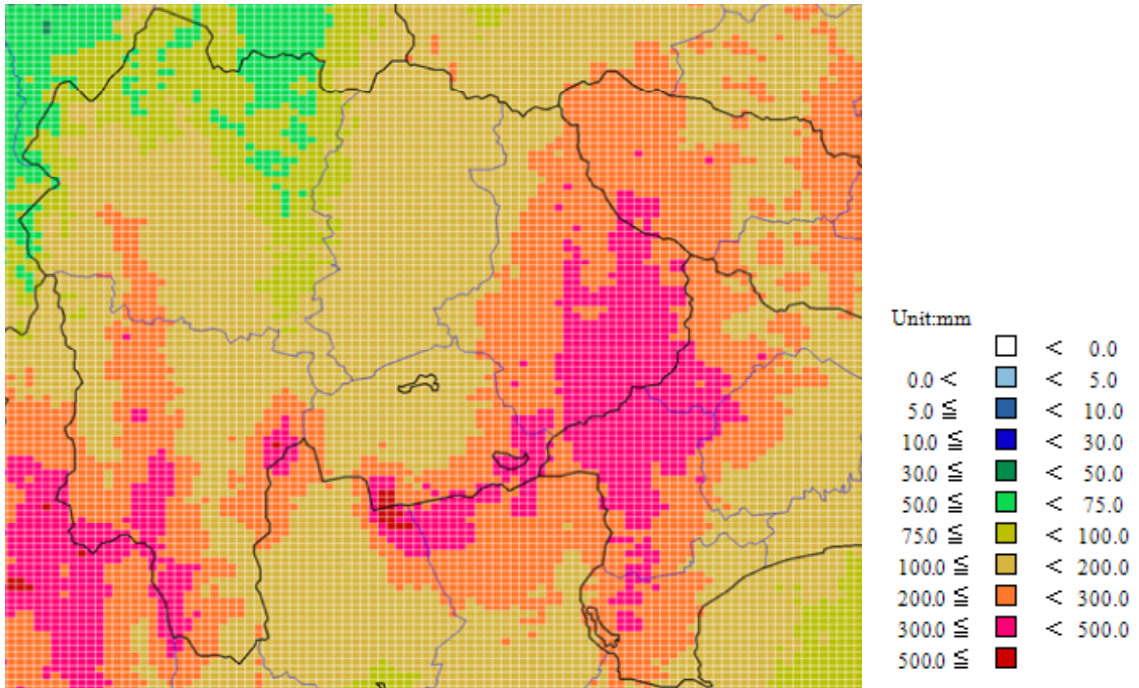 Unit:mm
< 0.0
0.0 < < 5.0
5.0 ≦ < 10.0
10.0 ≦ < 30.0
30.0 ≦ < 50.0
50.0 ≦ < 75.0
75.0 ≦ < 100.0
100.0 ≦ < 200.0
200.0 ≦ < 300.0
300.0 ≦ < 500.0
500.0 ≦